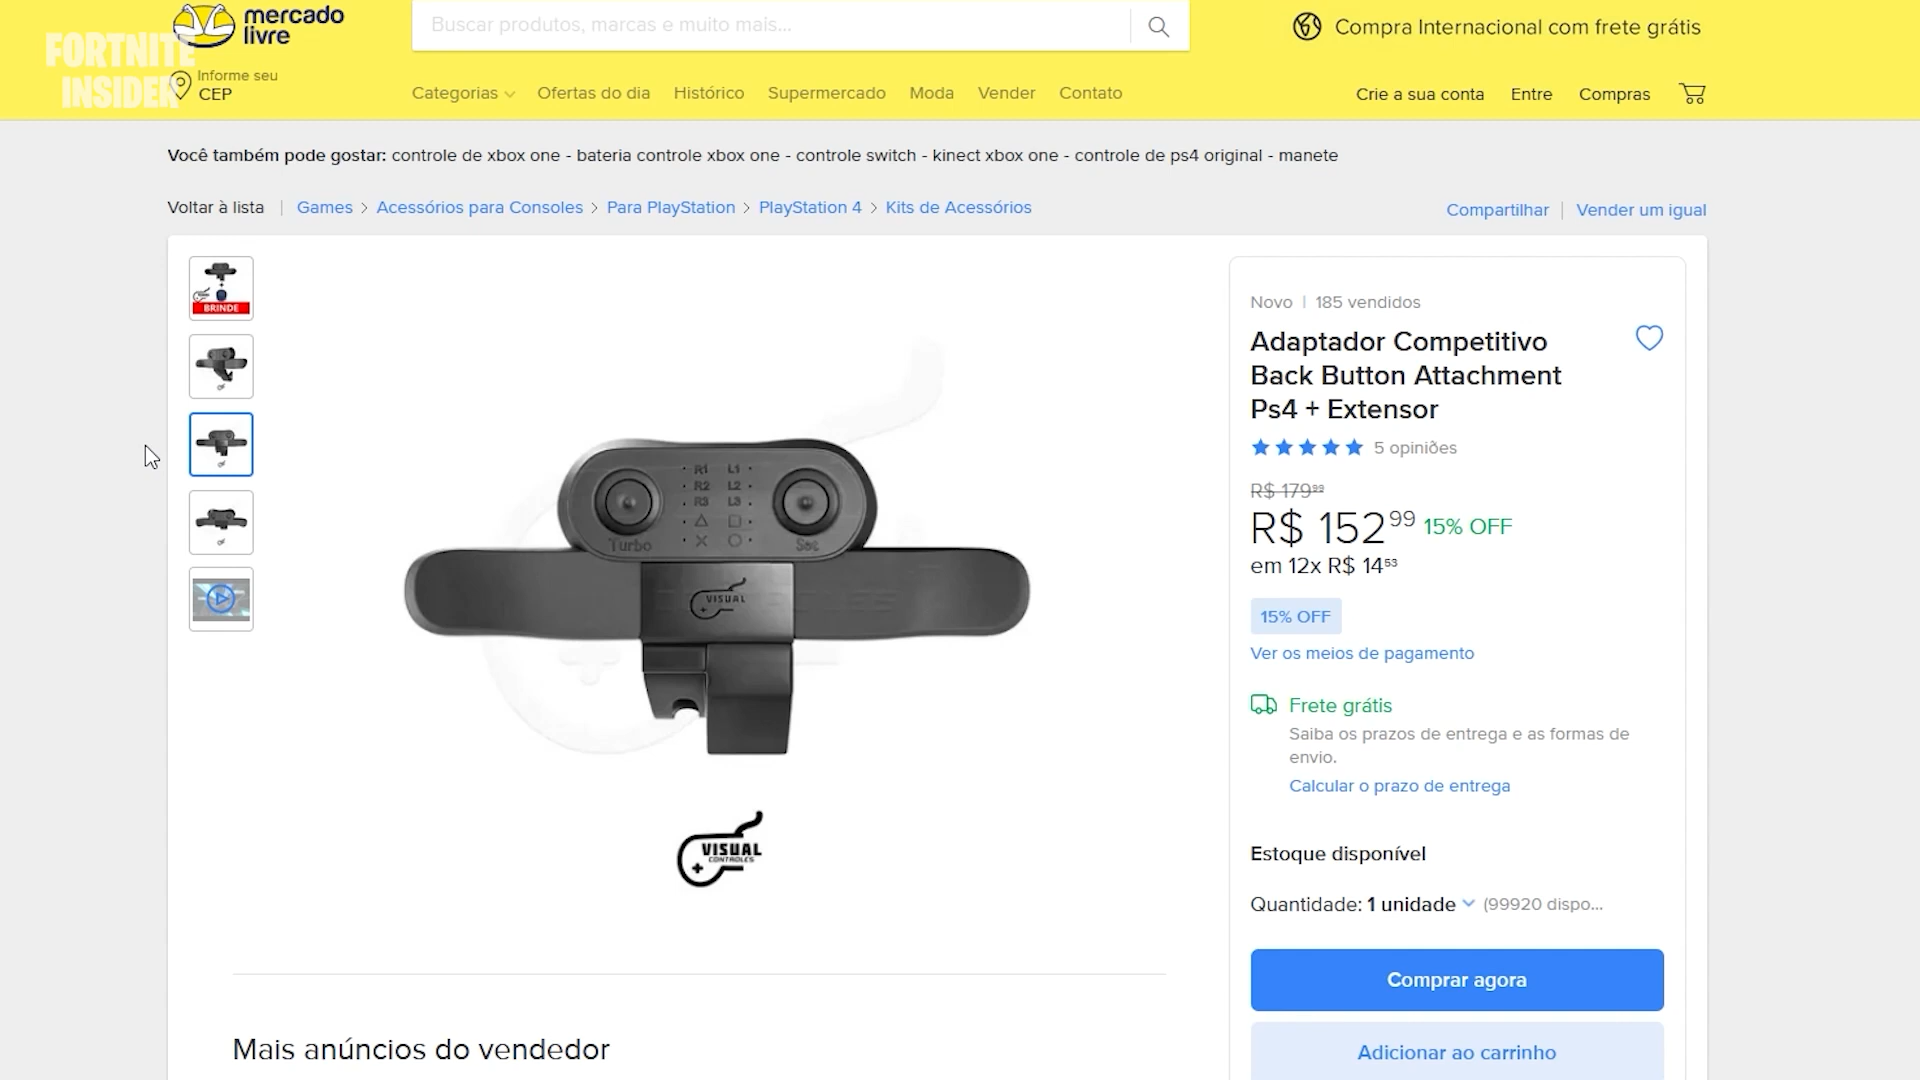 mercado
livre
FORTNITE
INSIDER
Buscar produtos, marcas e muito mais...
Compra Internacional com frete grátis
Informe seu
CEP
Categorias
Ofertas do dia
Histórico
Supermercado
Moda
Vender
Contato
Crie a sua conta
Entre
Compras
Você também pode gostar: controle de xbox one - bateria controle xbox one - controle switch - kinect xbox one - controle de ps4 original - manete
Voltar à lista | Games > Acessórios para Consoles > Para PlayStation > PlayStation 4 > Kits de Acessórios
Compartilhar | Vender um igual
BRINDE
R1 L1
R2 L2
R3 L3
Turbo
Set
VISUAL
VISUAL
CONTROLES
Novo | 185 vendidos
Adaptador Competitivo
Back Button Attachment
Ps4 + Extensor
5 opiniões
R$ 179⁹⁹
R$ 152⁹⁹ 15% OFF
em 12x R$ 14⁵³
15% OFF
Ver os meios de pagamento
Frete grátis
Saiba os prazos de entrega e as formas de
envio.
Calcular o prazo de entrega
Estoque disponível
Quantidade: 1 unidade (99920 dispo...
Comprar agora
Adicionar ao carrinho
Mais anúncios do vendedor